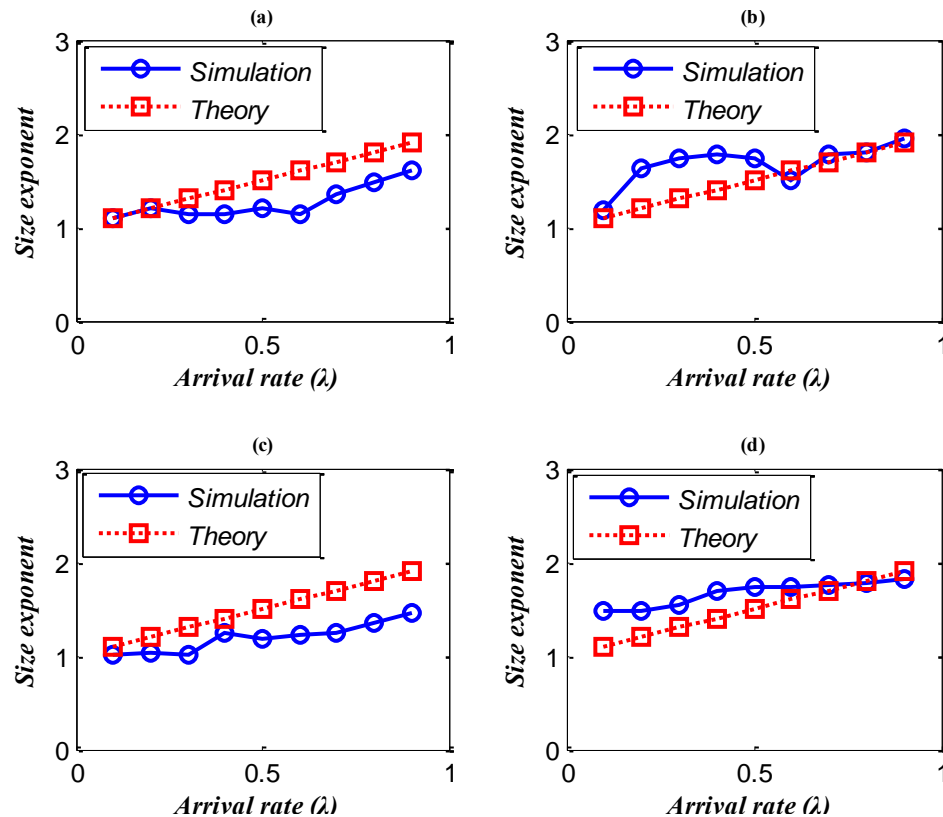 (a)
3
2
1
0
Size exponent
Simulation
Theory
0
0.5
1
Arrival rate (λ)
(b)
3
2
1
0
Size exponent
Simulation
Theory
0
0.5
1
Arrival rate (λ)
(c)
3
2
1
0
Size exponent
Simulation
Theory
0
0.5
1
Arrival rate (λ)
(d)
3
2
1
0
Size exponent
Simulation
Theory
0
0.5
1
Arrival rate (λ)